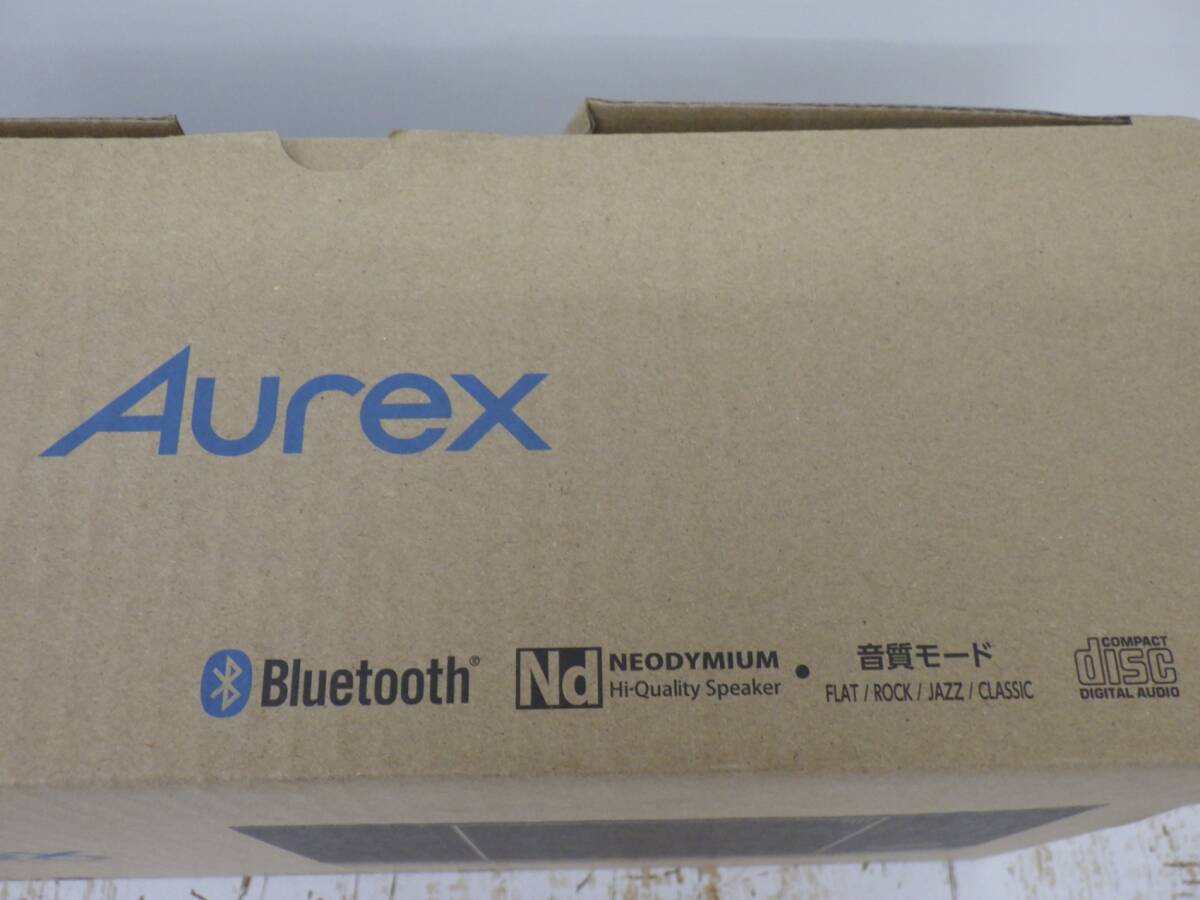 Aurex
Bluetooth®
Nd
NEODYMIUM
Hi-Quality Speaker
音質モード
FLAT / ROCK / JAZZ / CLASSIC
COMPACT
disc
DIGITAL AUDIO